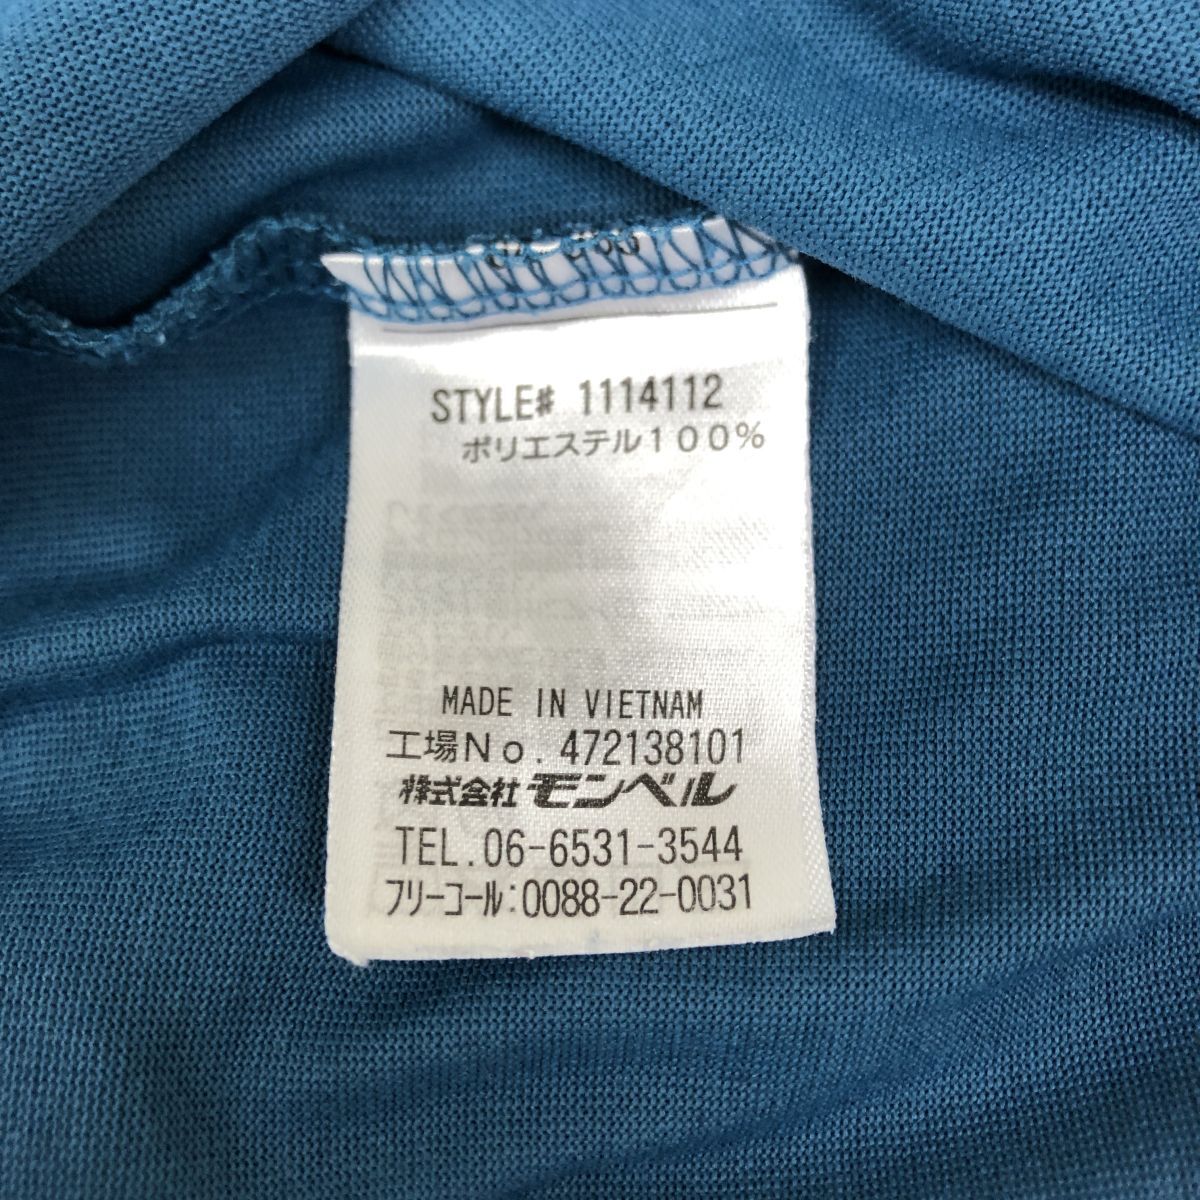 STYLE# 1114112
ポリエステル100%
MADE IN VIETNAM
工場No. 472138101
株式会社 モンベル
TEL. 06-6531-3544
フリーコール:0088-22-0031